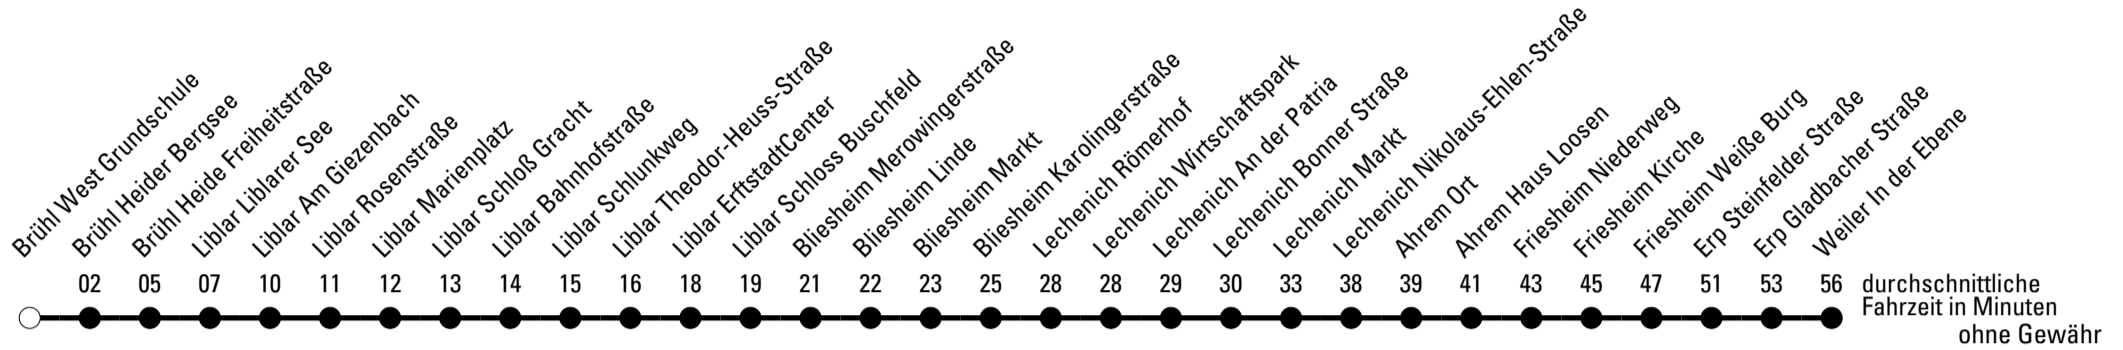 Brühl West Grundschule
Brühl Heider Bergsee
Brühl Heide Freiheitstraße
Liblar Liblarer See
Liblar Am Giezenbach
Liblar Rosenstraße
Liblar Marienplatz
Liblar Schloß Gracht
Liblar Bahnhofstraße
Liblar Schlunkweg
Liblar Theodor-Heuss-Straße
Liblar ErftstadtCenter
Liblar Schloss Buschfeld
Bliesheim Merowingerstraße
Bliesheim Linde
Bliesheim Markt
Bliesheim Karolingerstraße
Lechenich Römerhof
Lechenich Wirtschaftspark
Lechenich An der Patria
Lechenich Bonner Straße
Lechenich Markt
Lechenich Nikolaus-Ehlen-Straße
Ahrem Ort
Ahrem Haus Loosen
Friesheim Niederweg
Friesheim Kirche
Friesheim Weiße Burg
Erp Steinfelder Straße
Erp Gladbacher Straße
Weiler In der Ebene
02 05 07 10 11 12 13 14 15 16 18 19 21 22 23 25 28 28 29 30 33 38 39 41 43 45 47 51 53 56 durchschnittliche
Fahrzeit in Minuten
ohne Gewähr